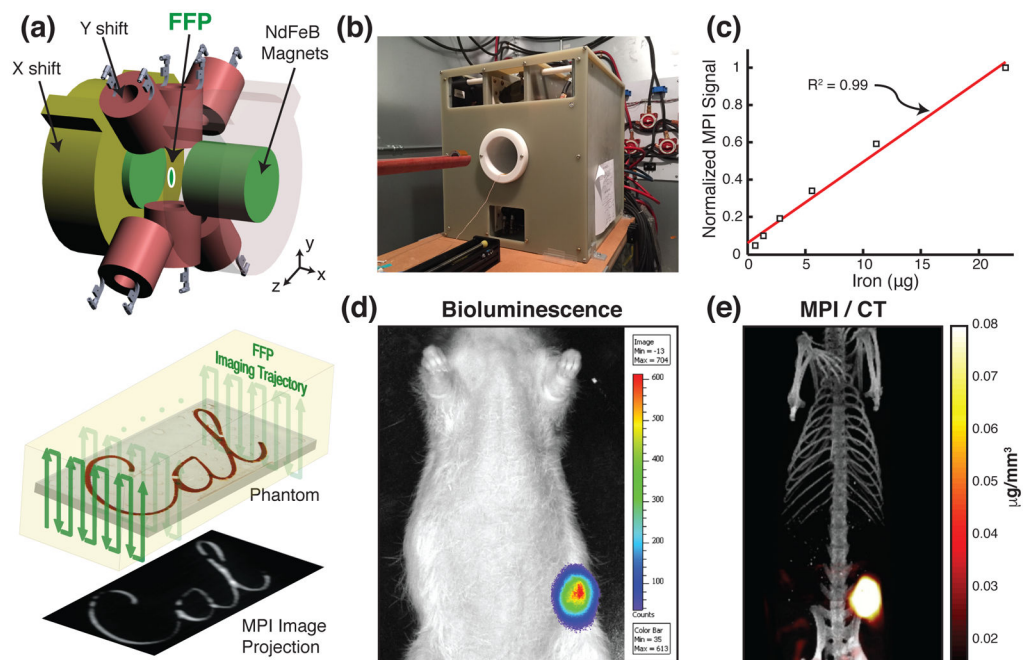 (a)
Y shift
FFP
NdFeB
Magnets
X shift
y
x
z
FFP
Imaging Trajectory
Cal
Phantom
Cal
MPI Image
Projection
(b)
(c)
Normalized MPI Signal
1
0.8
0.6
0.4
0.2
0
R² = 0.99
0
5
10
15
20
Iron (µg)
(d)
Bioluminescence
Image
Min = -13
Max = 704
600
500
400
300
200
100
Counts
Color Bar
Min = 35
Max = 613
(e)
MPI / CT
0.08
0.07
0.06
0.05
0.04
0.03
0.02
µg/mm³